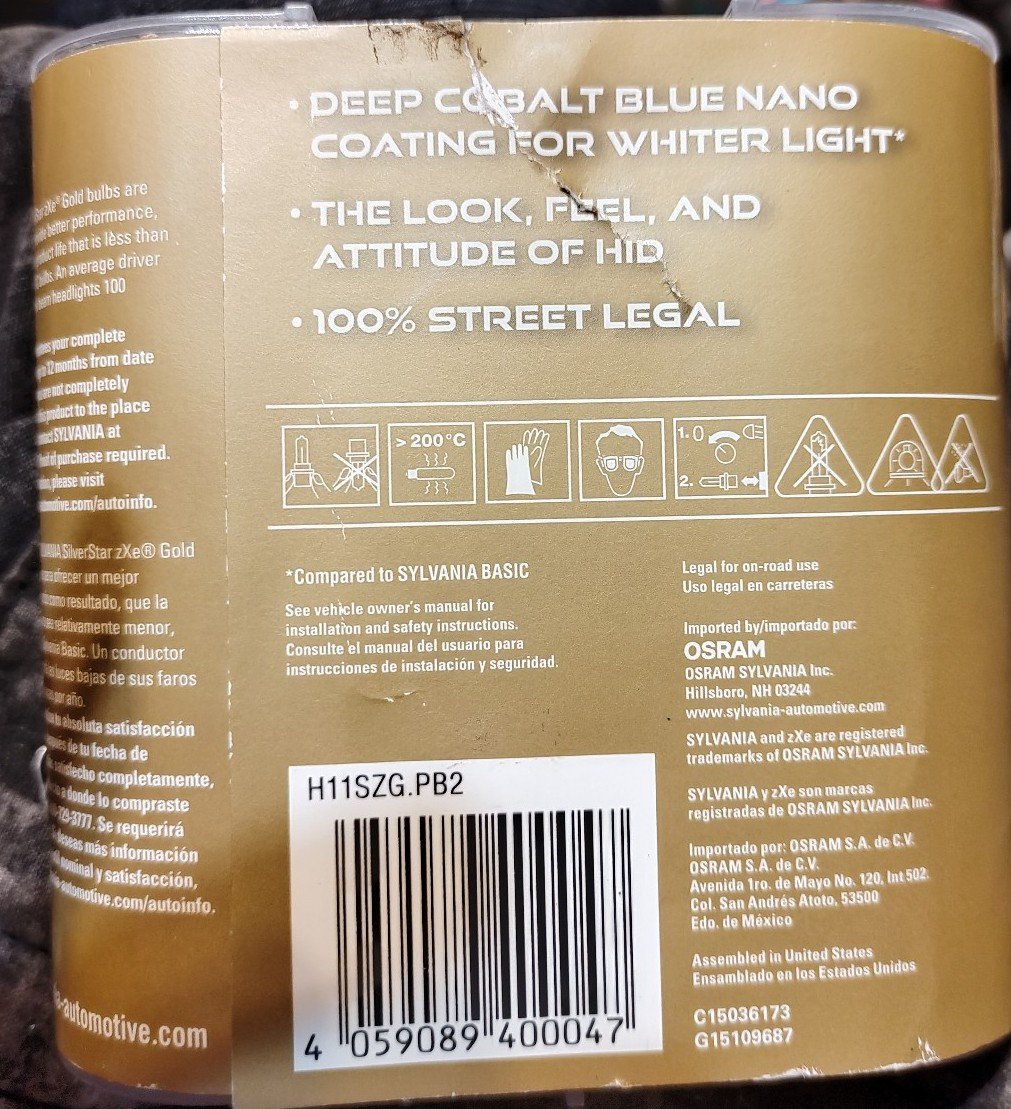 zXe® Gold bulbs are
better performance,
life that is less than
An average driver
headlights 100
your complete
12 months from date
are not completely
product to the place
SYLVANIA at
of purchase required.
please visit
.com/autoinfo.
SilverStar zXe® Gold
ofrecer un mejor
como resultado, que la
relativamente menor,
Basic. Un conductor
luces bajas de sus faros
por año.
absoluta satisfacción
de tu fecha de
completamente,
a donde lo compraste
29-3777. Se requerirá
deseas más información
nominal y satisfacción,
-automotive.com/autoinfo.
-automotive.com
• DEEP COBALT BLUE NANO
COATING FOR WHITER LIGHT*
• THE LOOK, FEEL, AND
ATTITUDE OF HID
• 100% STREET LEGAL
> 200°C
1. 0
2.
*Compared to SYLVANIA BASIC
See vehicle owner's manual for
installation and safety instructions.
Consulte el manual del usuario para
instrucciones de instalación y seguridad.
H11SZG.PB2
4 059089 400047
Legal for on-road use
Uso legal en carreteras
Imported by/importado por:
OSRAM
OSRAM SYLVANIA Inc.
Hillsboro, NH 03244
www.sylvania-automotive.com
SYLVANIA and zXe are registered
trademarks of OSRAM SYLVANIA Inc.
SYLVANIA y zXe son marcas
registradas de OSRAM SYLVANIA Inc.
Importado por: OSRAM S.A. de C.V.
OSRAM S.A. de C.V.
Avenida 1ro. de Mayo No. 120, Int 502.
Col. San Andrés Atoto, 53500
Edo. de México
Assembled in United States
Ensamblado en los Estados Unidos
C15036173
G15109687